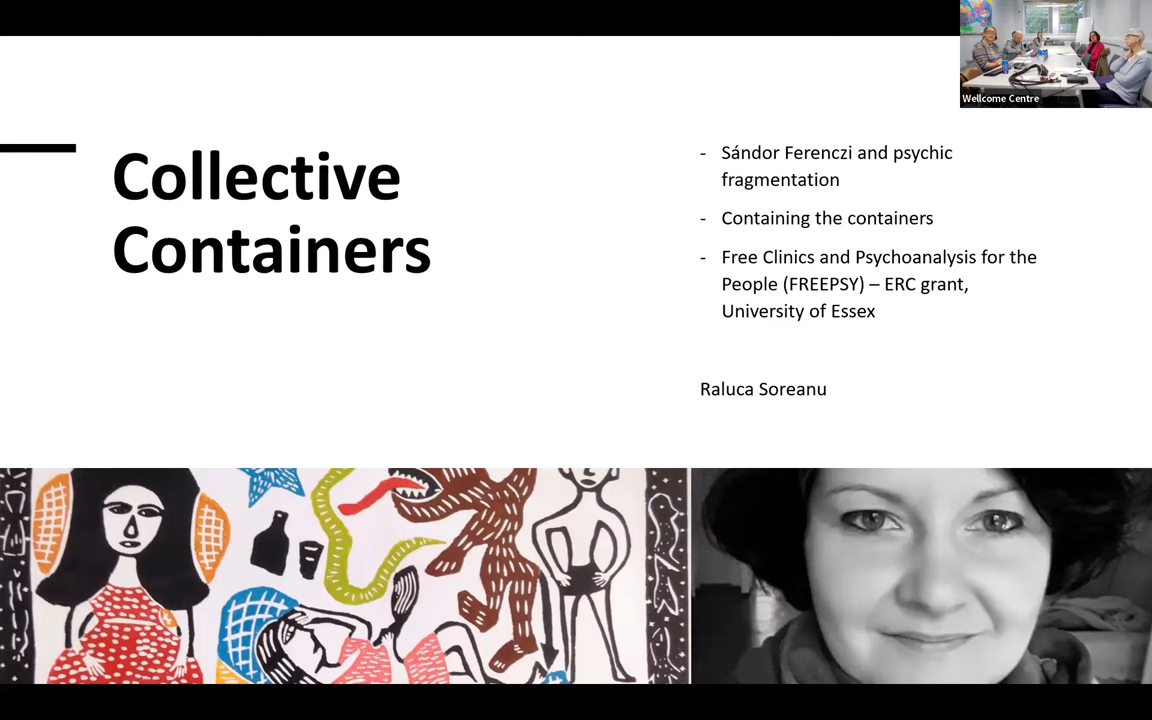 Wellcome Centre
Collective
Containers
- Sándor Ferenczi and psychic
fragmentation
- Containing the containers
- Free Clinics and Psychoanalysis for the
People (FREEPSY) – ERC grant,
University of Essex
Raluca Soreanu